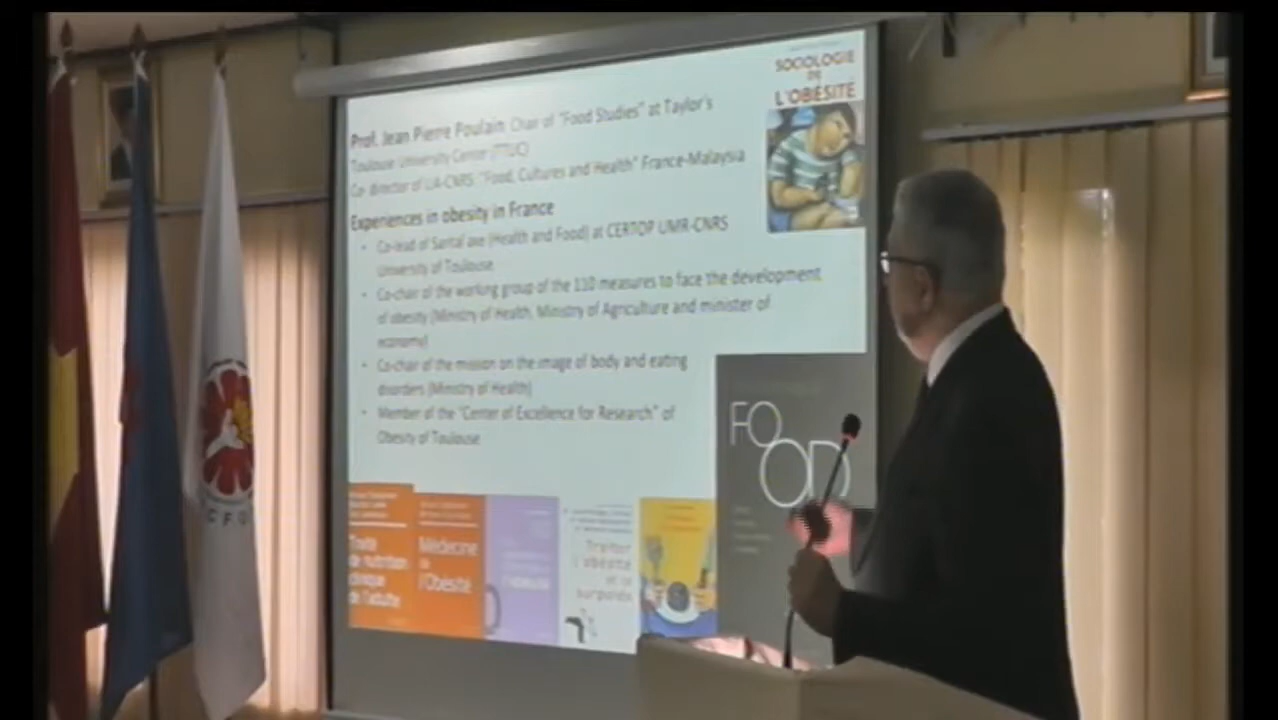 SOCIOLOGIE
DE
L'OBÉSITÉ
Prof. Jean Pierre Poulain: Chair of "Food Studies" at Taylor's
Toulouse University Center (TTUC)
Co-director of LIA-CNRS: "Food, Cultures and Health" France-Malaysia
Experiences in obesity in France
• Co-lead of Santal axe (Health and Food) at CERTOP UMR-CNRS
University of Toulouse
• Co-chair of the working group of the 110 measures to face the development
of obesity (Ministry of Health, Ministry of Agriculture and minister of
economy)
• Co-chair of the mission on the image of body and eating
disorders (Ministry of Health)
• Member of the "Center of Excellence for Research" of
Obesity of Toulouse
FOOD
Traité
de nutrition
clinique
de l'adulte
Médecine
de
l'Obésité
Traiter
l'obésité
et le
surpoids
CFO